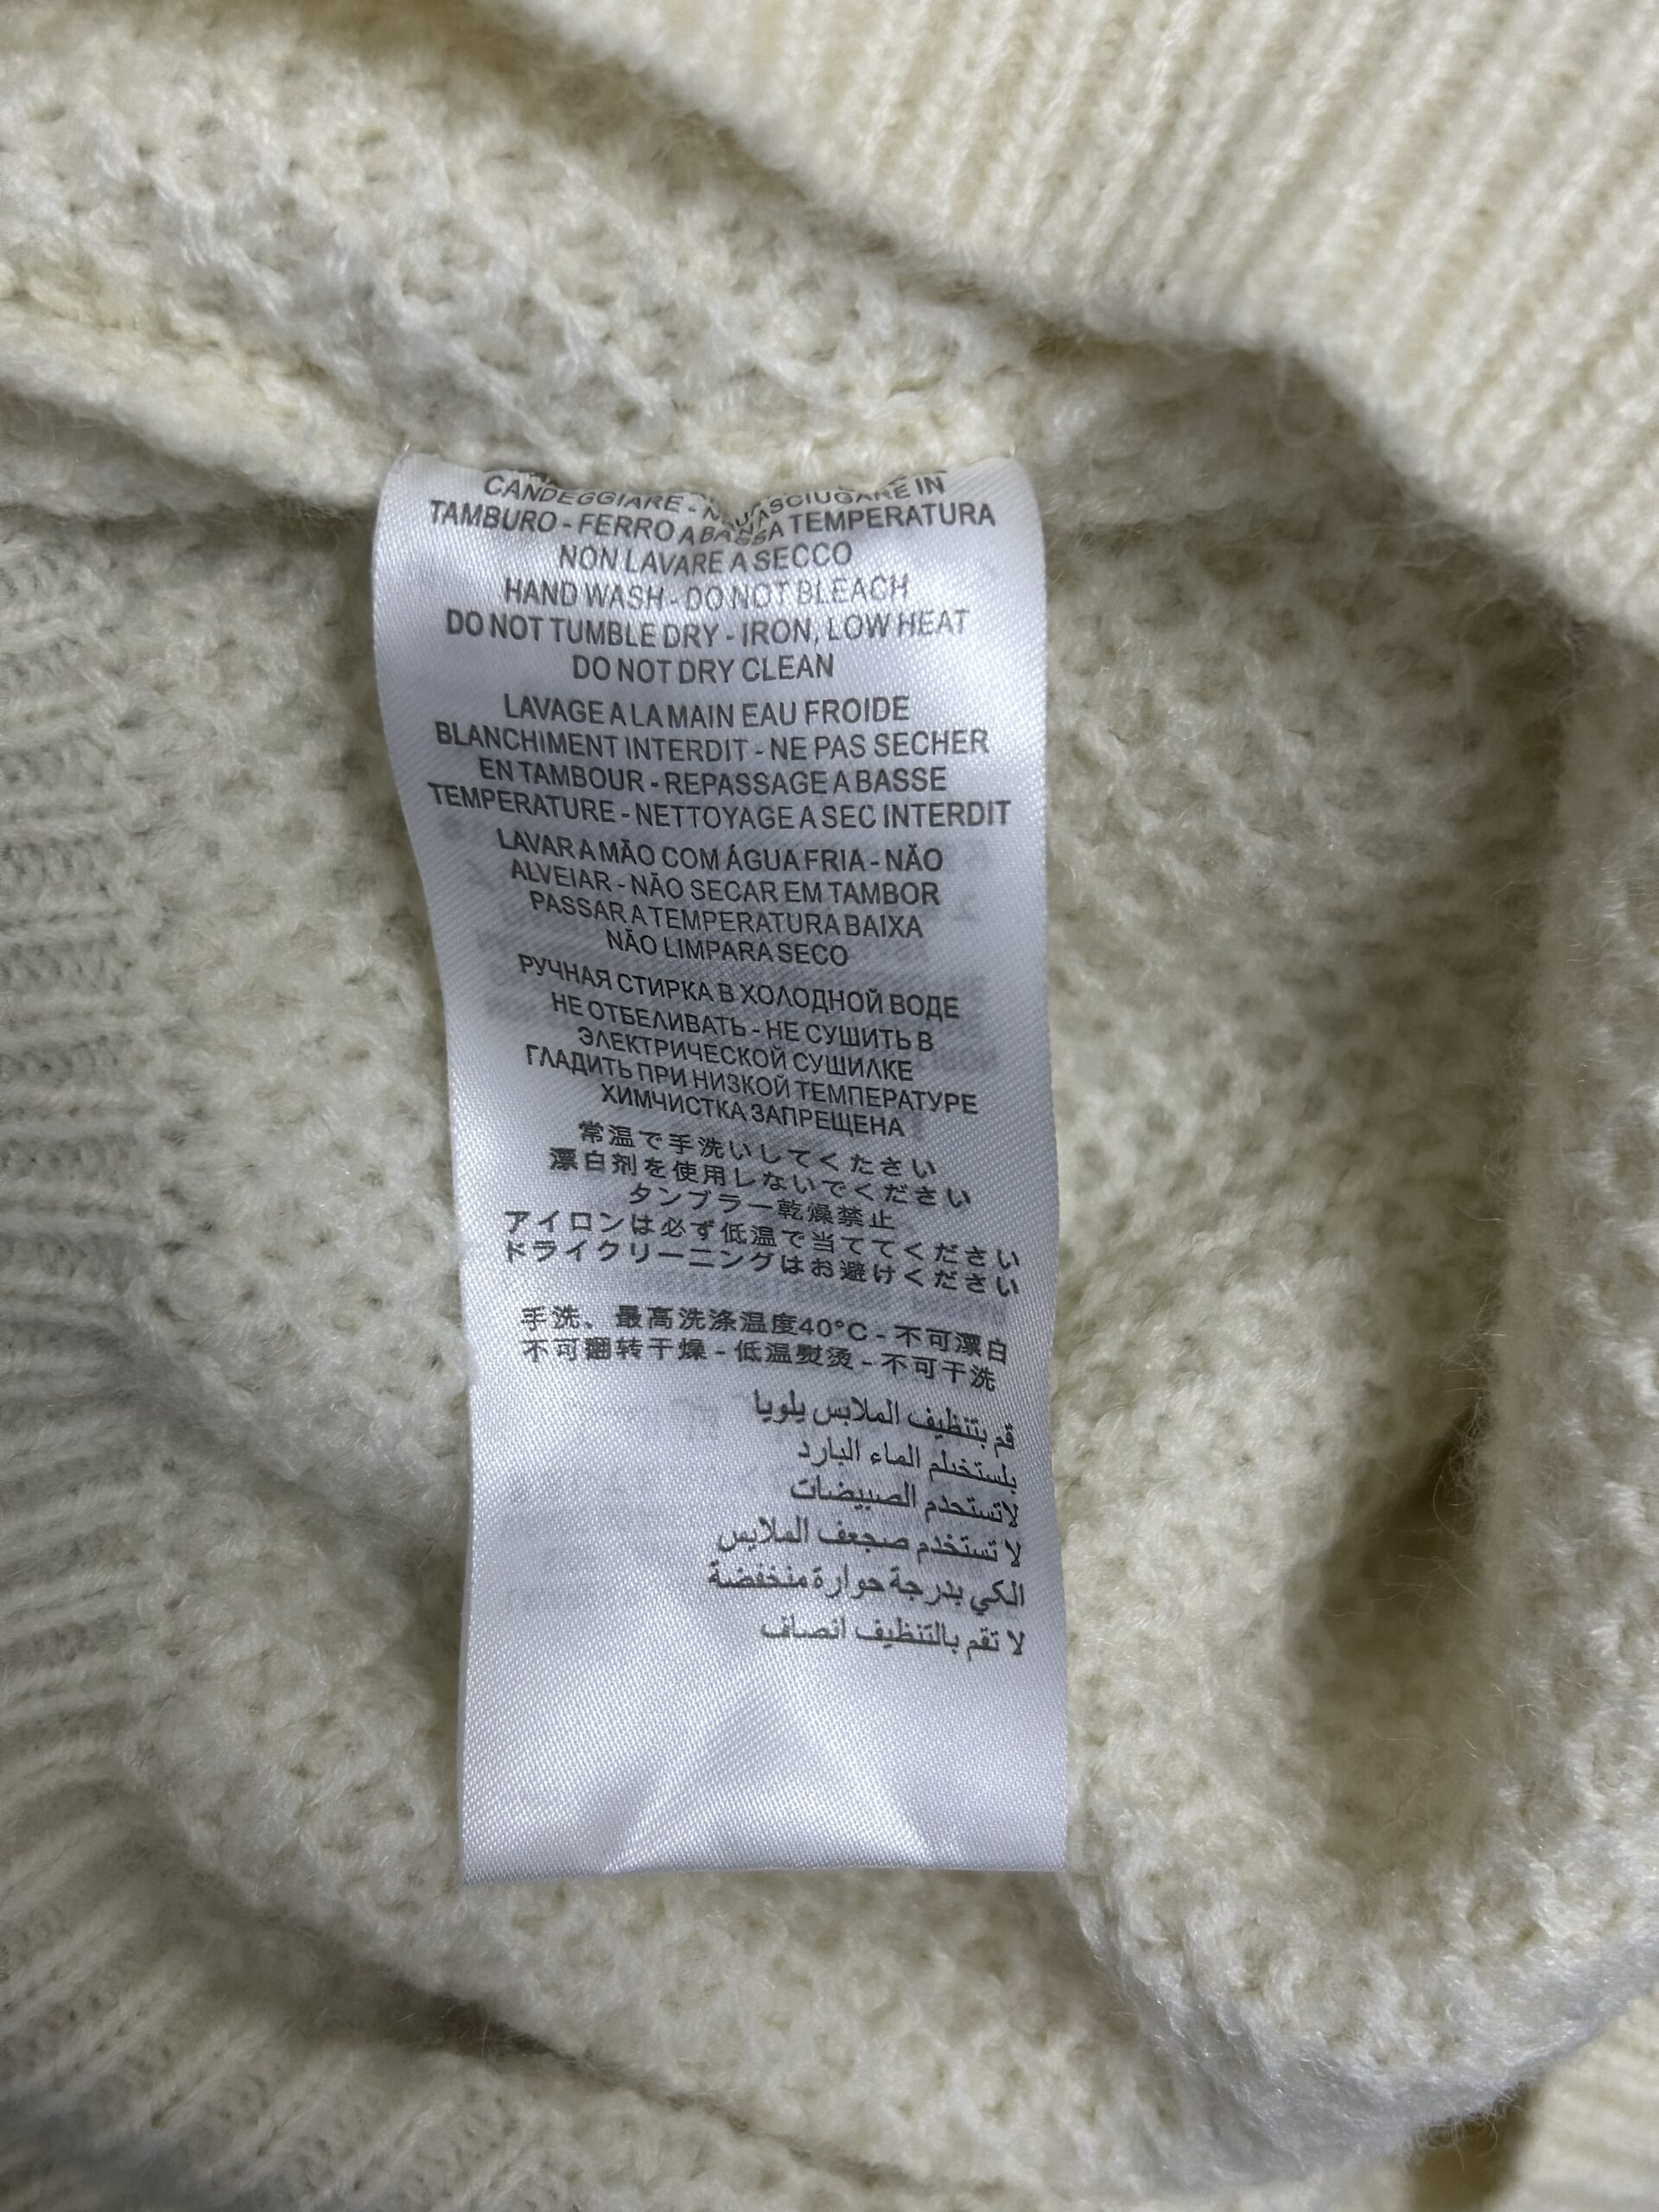 CANDEGGIARE - ASCIUGARE IN
TAMBURO - FERRO A BASSA TEMPERATURA
NON LAVARE A SECCO
HAND WASH - DO NOT BLEACH
DO NOT TUMBLE DRY - IRON, LOW HEAT
DO NOT DRY CLEAN
LAVAGE A LA MAIN EAU FROIDE
BLANCHIMENT INTERDIT - NE PAS SECHER
EN TAMBOUR - REPASSAGE A BASSE
TEMPERATURE - NETTOYAGE A SEC INTERDIT
LAVAR A MÃO COM ÁGUA FRIA - NÃO
ALVEIAR - NÃO SECAR EM TAMBOR
PASSAR A TEMPERATURA BAIXA
NÃO LIMPAR A SECO
РУЧНАЯ СТИРКА В ХОЛОДНОЙ ВОДЕ
НЕ ОТБЕЛИВАТЬ - НЕ СУШИТЬ В
ЭЛЕКТРИЧЕСКОЙ СУШИЛКЕ
ГЛАДИТЬ ПРИ НИЗКОЙ ТЕМПЕРАТУРЕ
ХИМЧИСТКА ЗАПРЕЩЕНА
常温で手洗いしてくたさい
漂白剤を使用しないでください
タンブラー乾燥禁止
アイロンは必ず低温で当ててください
ドライクリーニングはお避けください
手洗、最高洗涤温度40°C - 不可漂白
不可翻转干燥 - 低温熨烫 - 不可干洗
قم بتنظيف الملابس يلويا
بلستخىلم الماء البارد
لاتستحدم الصبيضات
لا تستخدم صجعف الملايس
الكي بدرجة حوارة منخفضة
لا تقم بالتنظيف انصاف